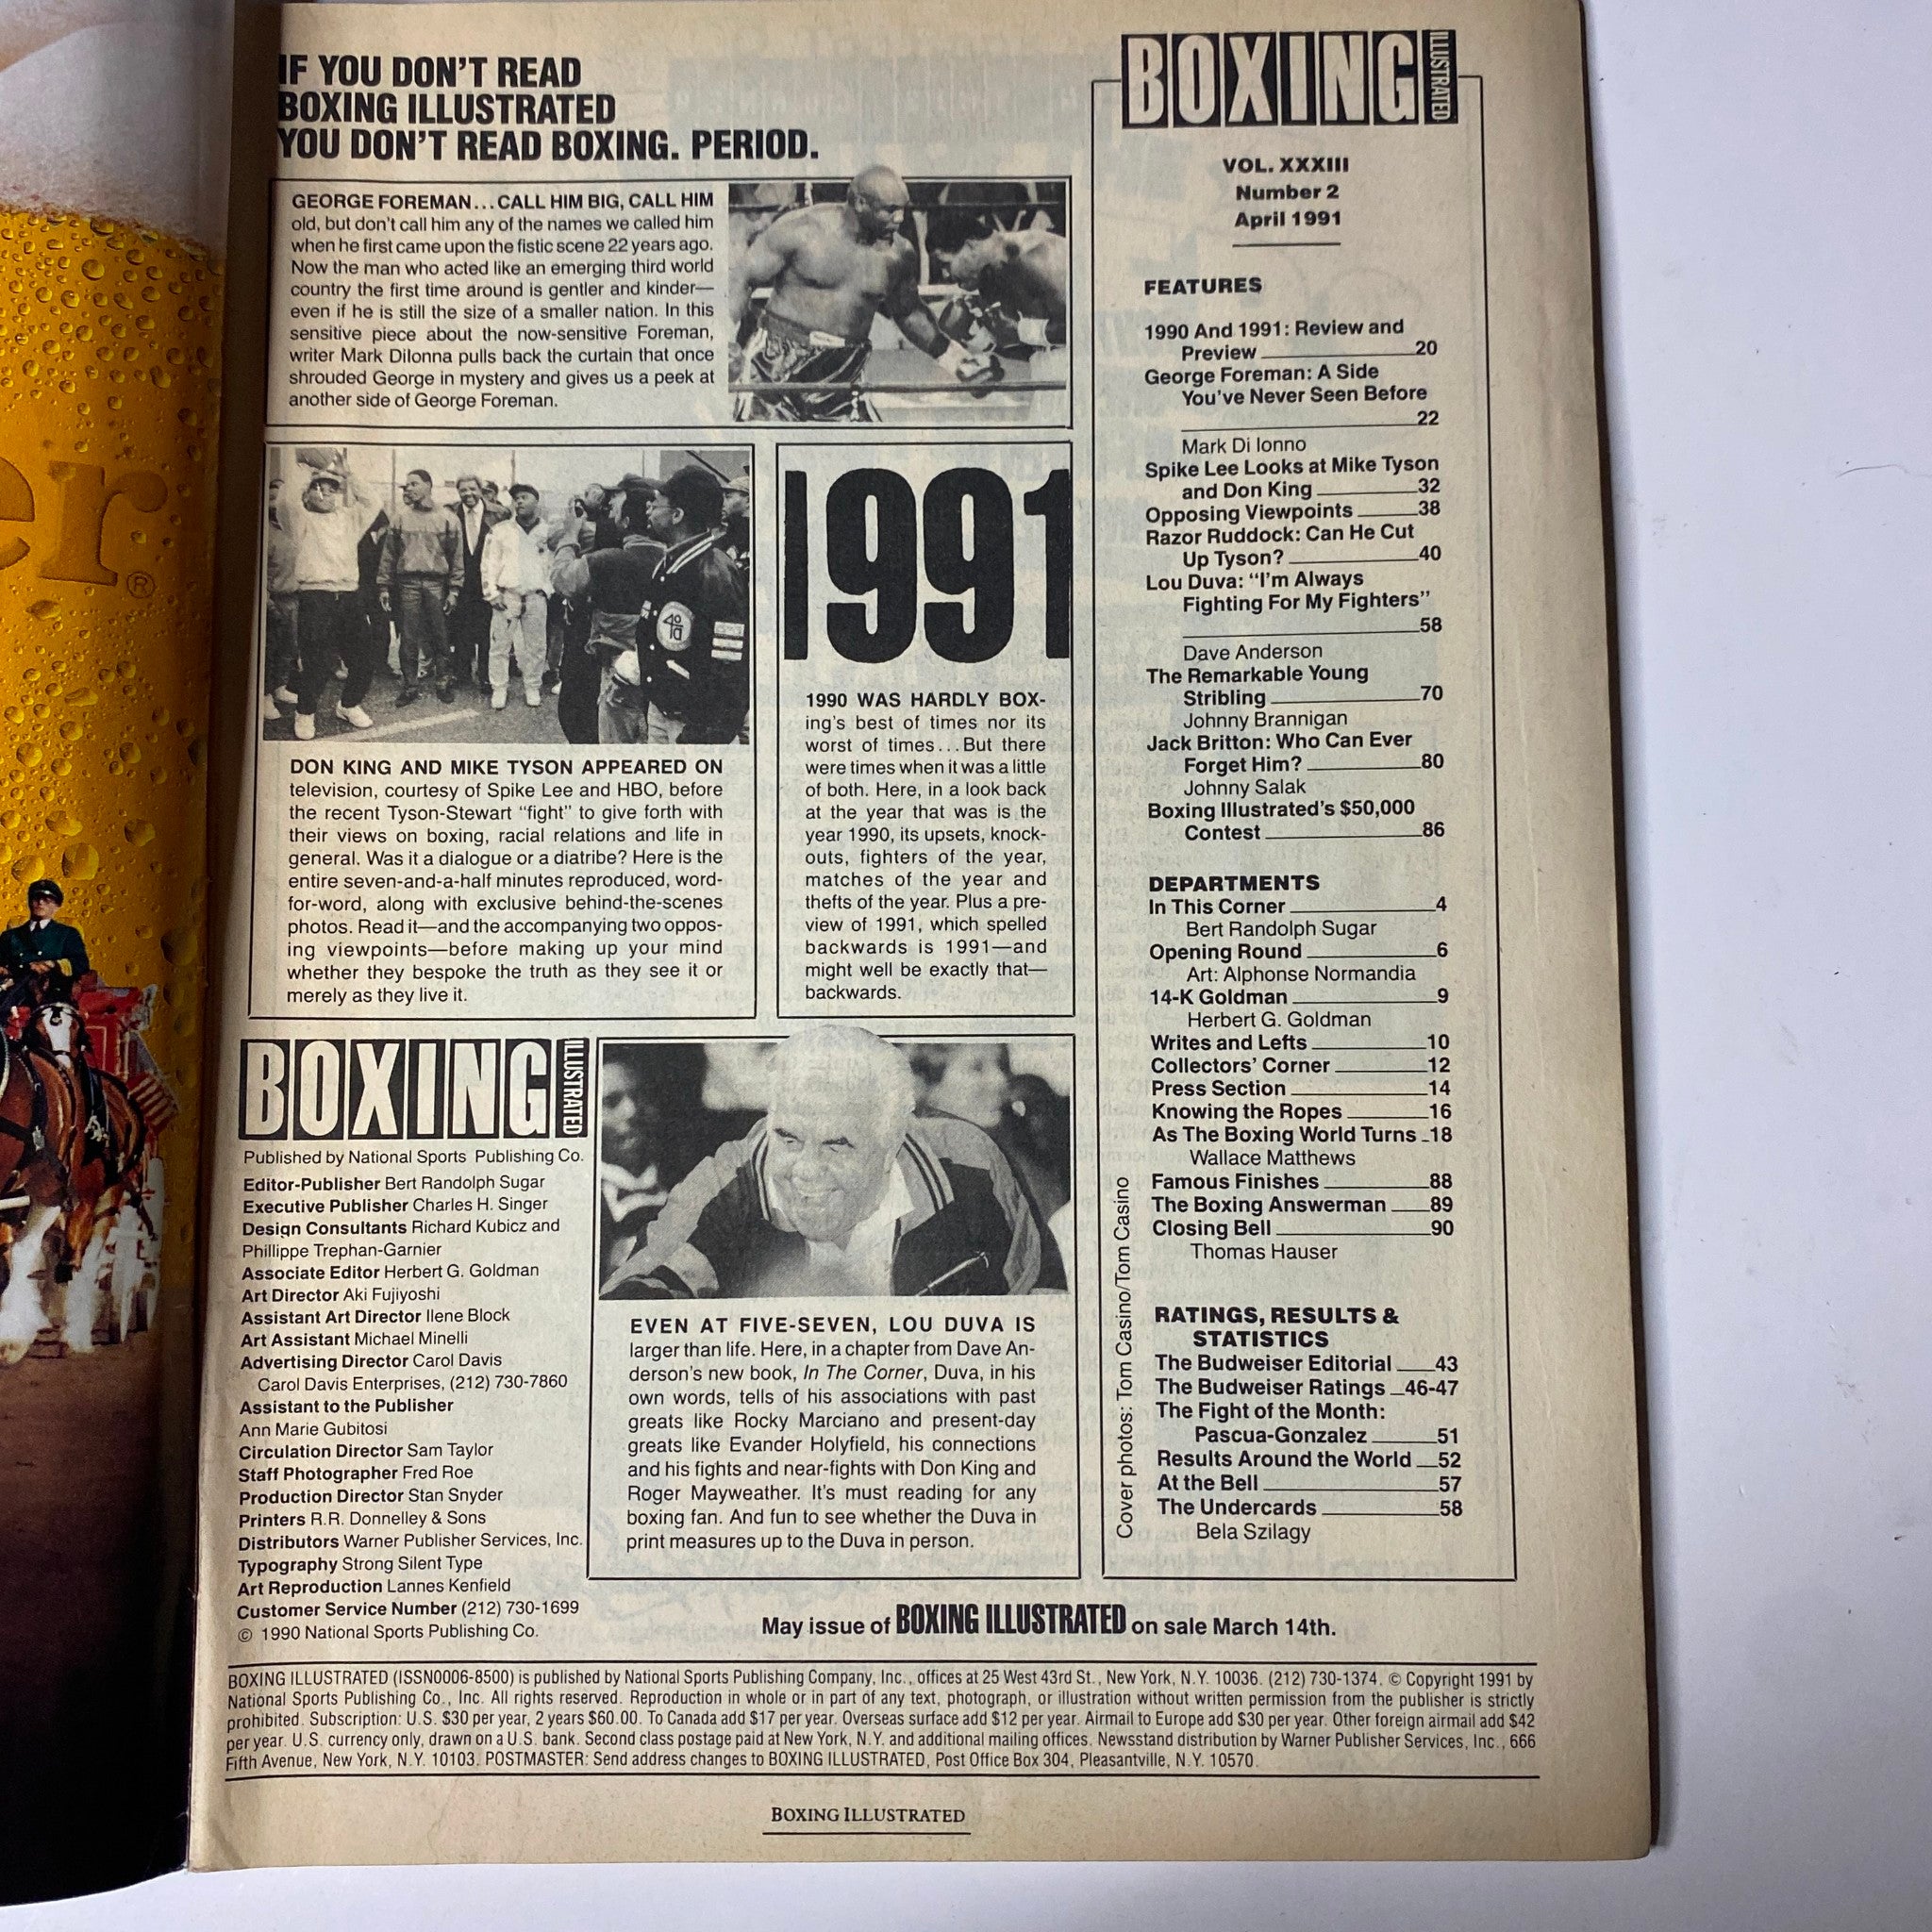 er®
IF YOU DON'T READ
BOXING ILLUSTRATED
YOU DON'T READ BOXING. PERIOD.
GEORGE FOREMAN...CALL HIM BIG, CALL HIM
old, but don't call him any of the names we called him
when he first came upon the fistic scene 22 years ago.
Now the man who acted like an emerging third world
country the first time around is gentler and kinder—
even if he is still the size of a smaller nation. In this
sensitive piece about the now-sensitive Foreman,
writer Mark DiIonna pulls back the curtain that once
shrouded George in mystery and gives us a peek at
another side of George Foreman.
DON KING AND MIKE TYSON APPEARED ON
television, courtesy of Spike Lee and HBO, before
the recent Tyson-Stewart “fight” to give forth with
their views on boxing, racial relations and life in
general. Was it a dialogue or a diatribe? Here is the
entire seven-and-a-half minutes reproduced, word-
for-word, along with exclusive behind-the-scenes
photos. Read it—and the accompanying two oppos-
ing viewpoints—before making up your mind
whether they bespoke the truth as they see it or
merely as they live it.
1991
1990 WAS HARDLY BOX-
ing's best of times nor its
worst of times...But there
were times when it was a little
of both. Here, in a look back
at the year that was is the
year 1990, its upsets, knock-
outs, fighters of the year,
matches of the year and
thefts of the year. Plus a pre-
view of 1991, which spelled
backwards is 1991—and
might well be exactly that—
backwards.
BOXING ILLUSTRATED
Published by National Sports Publishing Co.
Editor-Publisher Bert Randolph Sugar
Executive Publisher Charles H. Singer
Design Consultants Richard Kubicz and
Phillippe Trephan-Garnier
Associate Editor Herbert G. Goldman
Art Director Aki Fujiyoshi
Assistant Art Director Ilene Block
Art Assistant Michael Minelli
Advertising Director Carol Davis
Carol Davis Enterprises, (212) 730-7860
Assistant to the Publisher
Ann Marie Gubitosi
Circulation Director Sam Taylor
Staff Photographer Fred Roe
Production Director Stan Snyder
Printers R.R. Donnelley & Sons
Distributors Warner Publisher Services, Inc.
Typography Strong Silent Type
Art Reproduction Lannes Kenfield
Customer Service Number (212) 730-1699
© 1990 National Sports Publishing Co.
EVEN AT FIVE-SEVEN, LOU DUVA IS
larger than life. Here, in a chapter from Dave An-
derson's new book, In The Corner, Duva, in his
own words, tells of his associations with past
greats like Rocky Marciano and present-day
greats like Evander Holyfield, his connections
and his fights and near-fights with Don King and
Roger Mayweather. It's must reading for any
boxing fan. And fun to see whether the Duva in
print measures up to the Duva in person.
BOXING ILLUSTRATED
VOL. XXXIII
Number 2
April 1991
FEATURES
1990 And 1991: Review and
Preview 20
George Foreman: A Side
You've Never Seen Before
22
Mark Di Ionno
Spike Lee Looks at Mike Tyson
and Don King 32
Opposing Viewpoints 38
Razor Ruddock: Can He Cut
Up Tyson? 40
Lou Duva: “I'm Always
Fighting For My Fighters”
58
Dave Anderson
The Remarkable Young
Stribling 70
Johnny Brannigan
Jack Britton: Who Can Ever
Forget Him? 80
Johnny Salak
Boxing Illustrated's $50,000
Contest 86
DEPARTMENTS
In This Corner 4
Bert Randolph Sugar
Opening Round 6
Art: Alphonse Normandia
14-K Goldman 9
Herbert G. Goldman
Writes and Lefts 10
Collectors' Corner 12
Press Section 14
Knowing the Ropes 16
As The Boxing World Turns 18
Wallace Matthews
Famous Finishes 88
The Boxing Answerman 89
Closing Bell 90
Thomas Hauser
RATINGS, RESULTS &
STATISTICS
The Budweiser Editorial 43
The Budweiser Ratings 46-47
The Fight of the Month:
Pascua-Gonzalez 51
Results Around the World 52
At the Bell 57
The Undercards 58
Bela Szilagy
Cover photos: Tom Casino/Tom Casino
May issue of BOXING ILLUSTRATED on sale March 14th.
BOXING ILLUSTRATED (ISSN0006-8500) is published by National Sports Publishing Company, Inc., offices at 25 West 43rd St., New York, N.Y. 10036. (212) 730-1374. © Copyright 1991 by
National Sports Publishing Co., Inc. All rights reserved. Reproduction in whole or in part of any text, photograph, or illustration without written permission from the publisher is strictly
prohibited. Subscription: U.S. $30 per year, 2 years $60.00. To Canada add $17 per year. Overseas surface add $12 per year. Airmail to Europe add $30 per year. Other foreign airmail add $42
per year. U.S. currency only, drawn on a U.S. bank. Second class postage paid at New York, N.Y. and additional mailing offices. Newsstand distribution by Warner Publisher Services, Inc., 666
Fifth Avenue, New York, N.Y. 10103. POSTMASTER: Send address changes to BOXING ILLUSTRATED, Post Office Box 304, Pleasantville, N.Y. 10570.
BOXING ILLUSTRATED